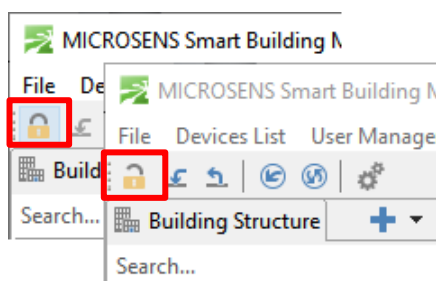 MICROSENS Smart Building M
File De
Build
Search...
MICROSENS Smart Building M
File Devices List User Manage
Building Structure
Search...